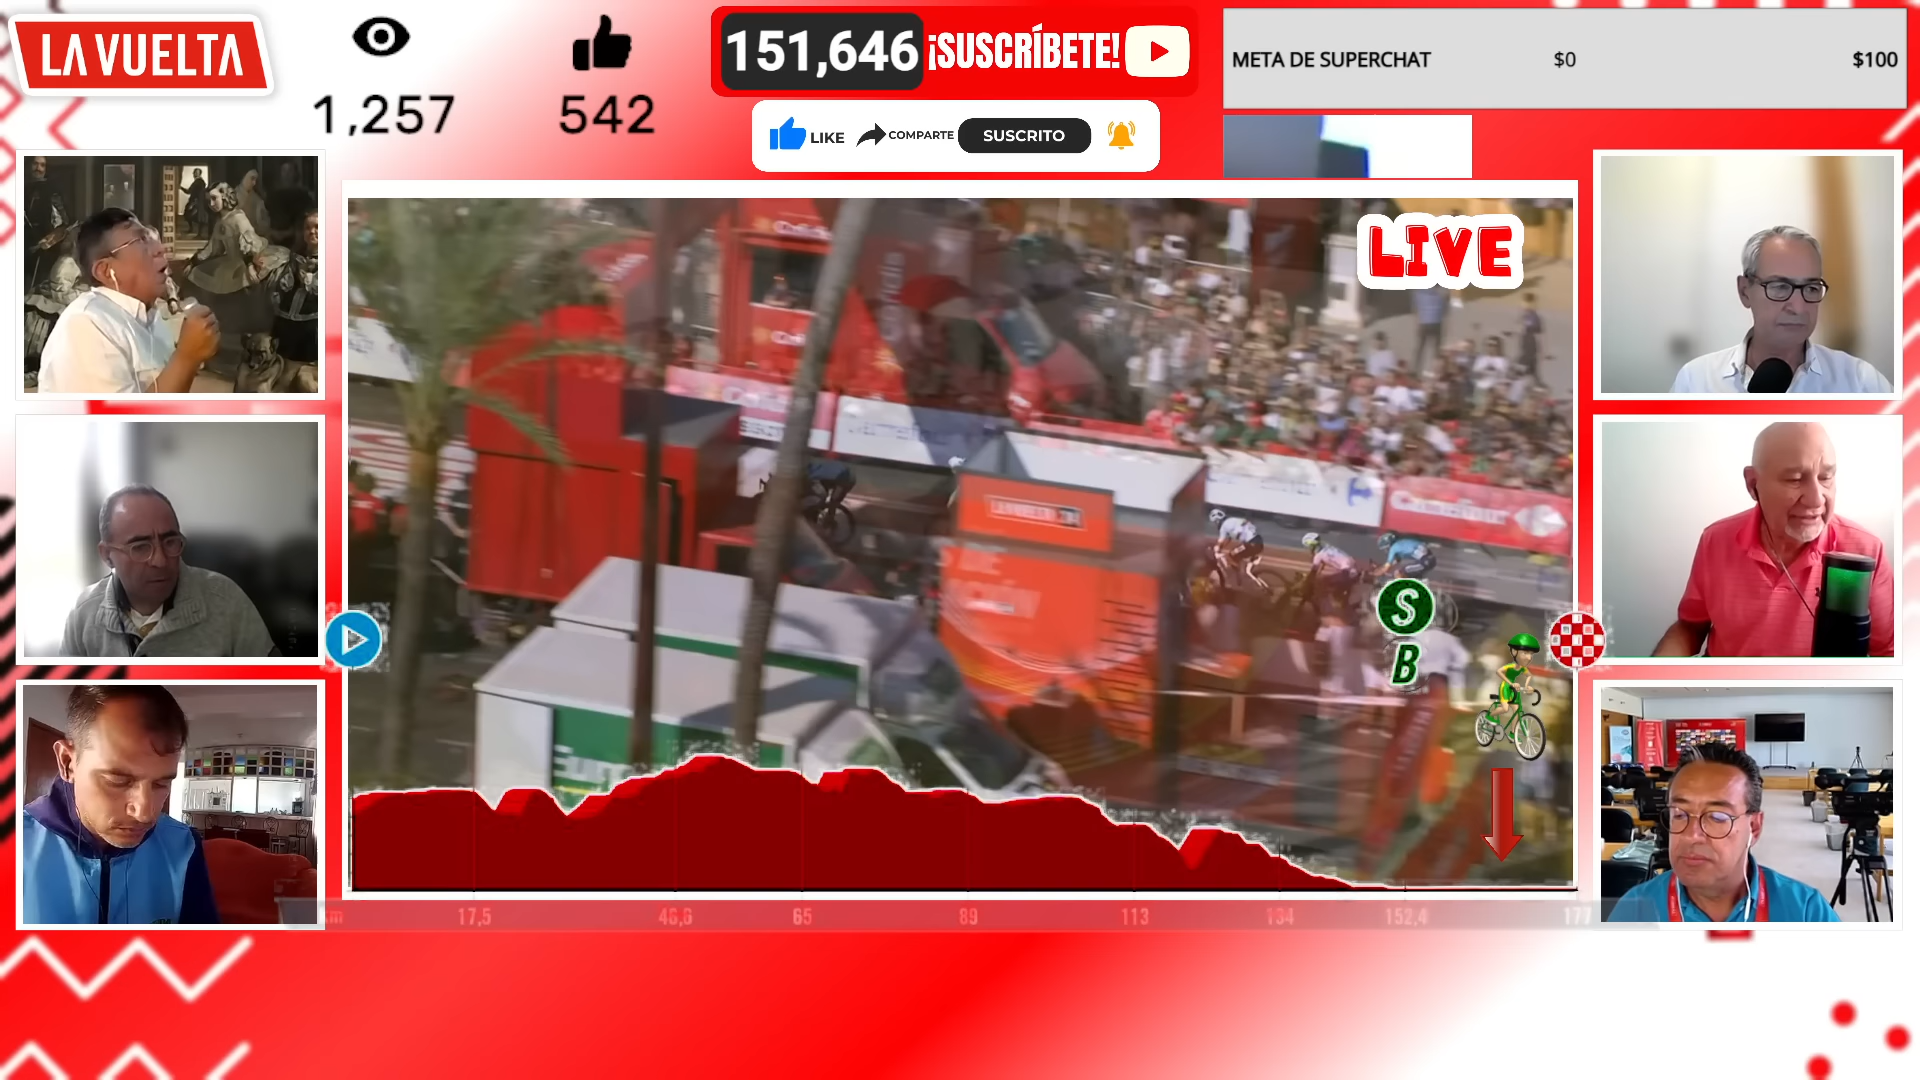 LA VUELTA
1,257
542
151,646
¡SUSCRÍBETE!
LIKE
COMPARTE
SUSCRITO
META DE SUPERCHAT
$0
$100
LIVE
S
B
km
17,5
46,6
65
89
113
134
152,4
177